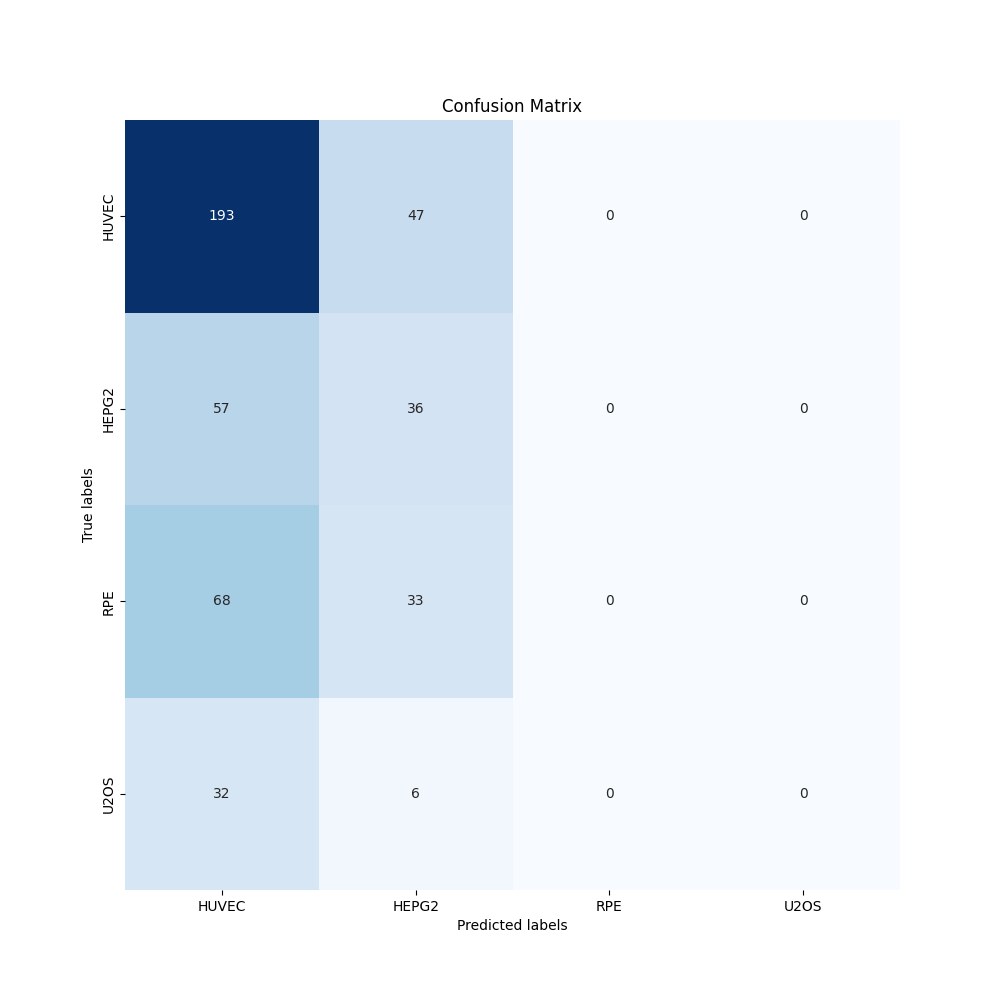 Confusion Matrix
True labels
HUVEC
193
47
0
0
HEPG2
57
36
0
0
RPE
68
33
0
0
U2OS
32
6
0
0
HUVEC
HEPG2
RPE
U2OS
Predicted labels